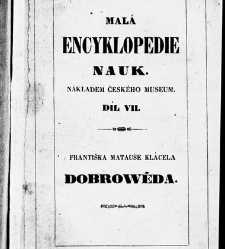 MALÁ
ENCYKLOPEDIE
NAUK.
NÁKLADEM ČESKÉHO MUSEUM.
DÍL VII.
FRANTIŠKA MATAUŠE KLÁCELA
DOBROWĚDA.